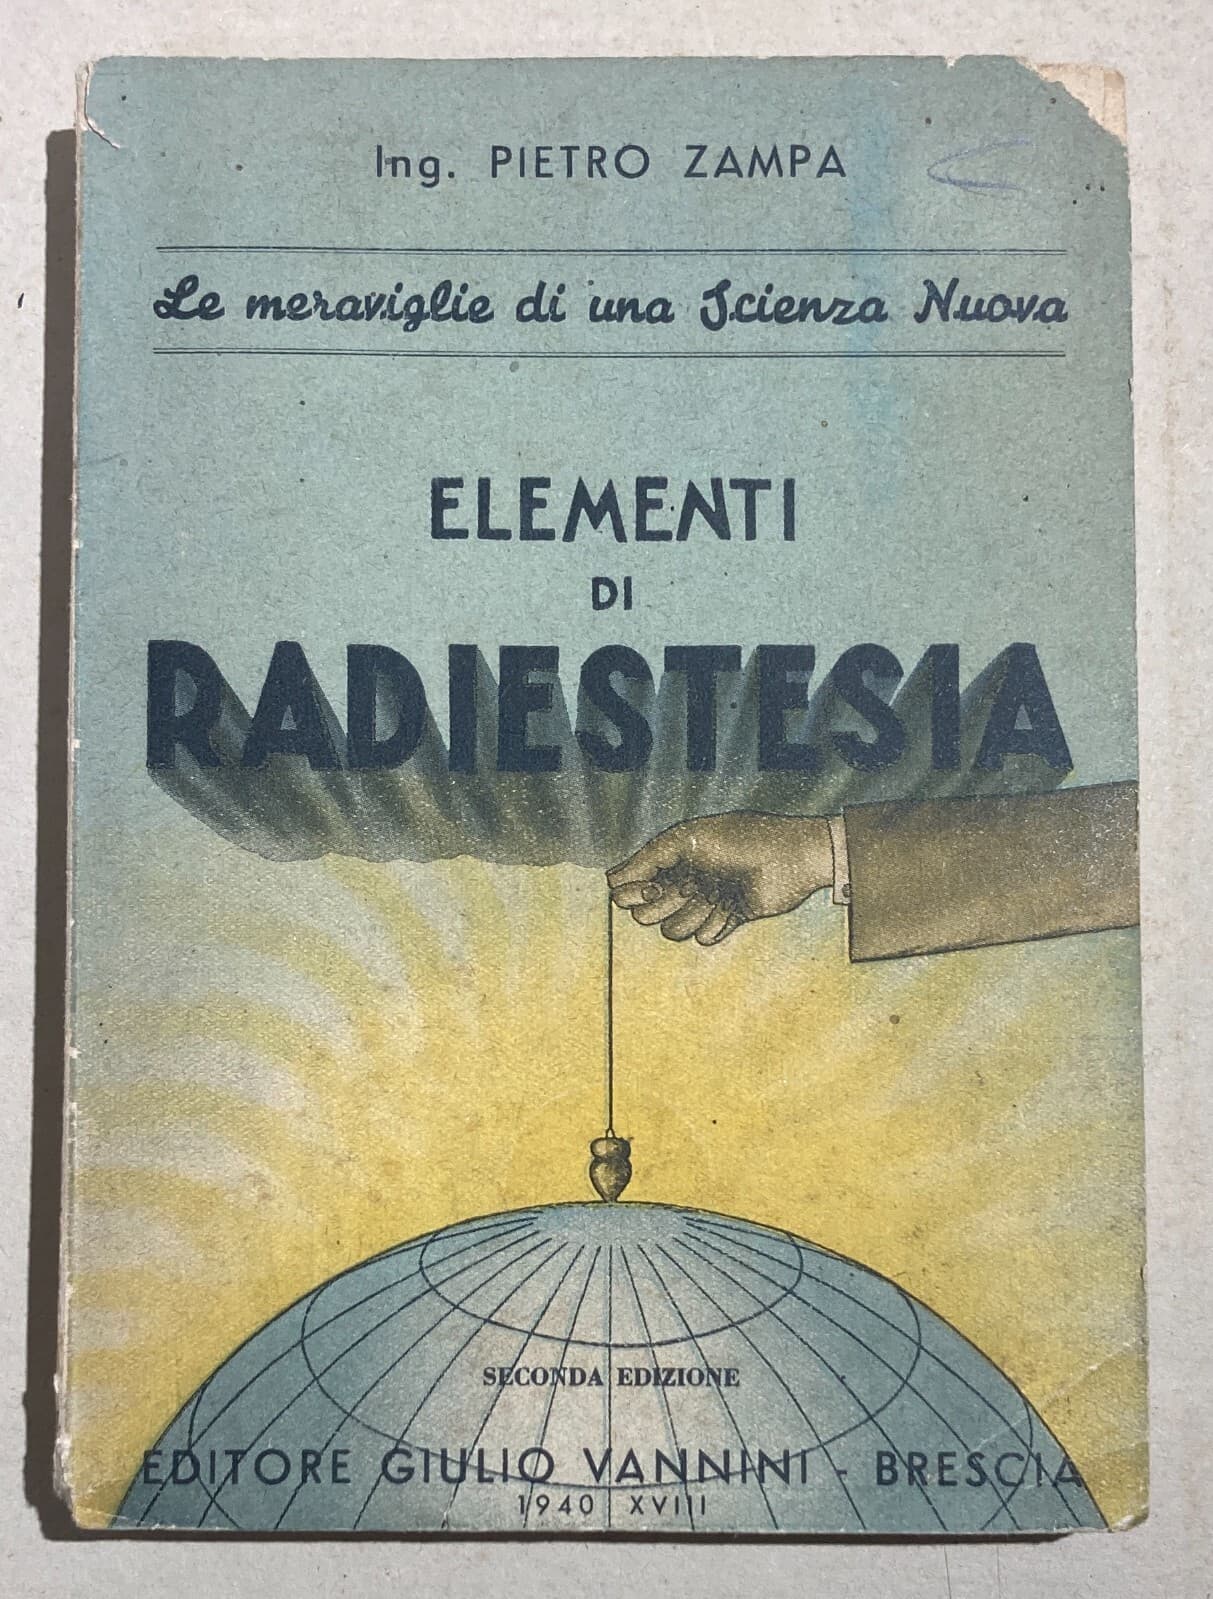 Ing. PIETRO ZAMPA
Le meraviglie di una Scienza Nuova
ELEMENTI
DI
RADIESTESIA
SECONDA EDIZIONE
EDITORE GIULIO VANNINI - BRESCIA
1940 XVIII